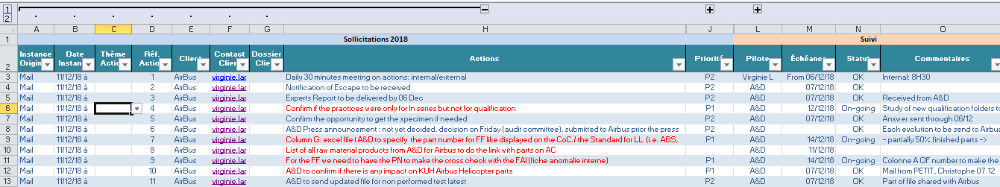 1
2
A B C D E F G H J L M N O
1 Sollicitations 2018 Suivi
2 Instance Origin Date Instan Thème Actio Réf. Actio Client Contact Clien Dossier Clie Actions Priorité Pilote Échéanc Statut Commentaires
3 Mail 11/12/18 à 1 AirBus virginie.lar Daily 30 minutes meeting on actions: internal/external P2 Virginie L From 06/12/18 OK Internal: 8H30
4 Mail 11/12/18 à 2 AirBus virginie.lar Notification of Escape to be received P2 A&D 07/12/18 OK
5 Mail 11/12/18 à 3 AirBus virginie.lar Experts Report to be delivered by 06 Dec P2 A&D 07/12/18 OK Received from A&D
6 Mail 11/12/18 à 4 AirBus virginie.lar Confirm if the practices were only for In series but not for qualification P1 A&D 12/12/18 On-going Study of new qualification folders to
7 Mail 11/12/18 à 5 AirBus virginie.lar Confirm the opportunity to get the specimen if needed P2 A&D 07/12/18 OK Answer sent through 06/12
8 Mail 11/12/18 à 6 AirBus virginie.lar A&D Press announcement : not yet decided, decision on Friday (audit committee), submitted to Airbus prior the press P2 A&D 07/12/18 OK Each evolution to be send to Airbus
9 Mail 11/12/18 à 7 AirBus virginie.lar Column G: excel file ( A&D to specify the part number for FF like displayed on the CoC / the Standard for LL (i.e. ABS, P1 A&D 14/12/18 On-going - partially 50% finished parts ->
10 Mail 11/12/18 à 8 AirBus virginie.lar List of all raw material products from A&D for Airbus to do the link with parts on AC A&D 11/12/18
11 Mail 11/12/18 à 9 AirBus virginie.lar For the FF we need to have the PN to make the cross check with the FAI (fiche anomalie interne) P1 A&D 14/12/18 On-going Colonne A OF number to make the
12 Mail 11/12/18 à 10 AirBus virginie.lar A&D to confirm if there is any impact on KUH Airbus Helicopter parts P1 A&D 07/12/18 OK Mail from PETIT, Christophe 07.12
13 Mail 11/12/18 à 11 AirBus virginie.lar A&D to send updated file for non performed test latest P2 A&D 07/12/18 OK Part of file shared with Airbus